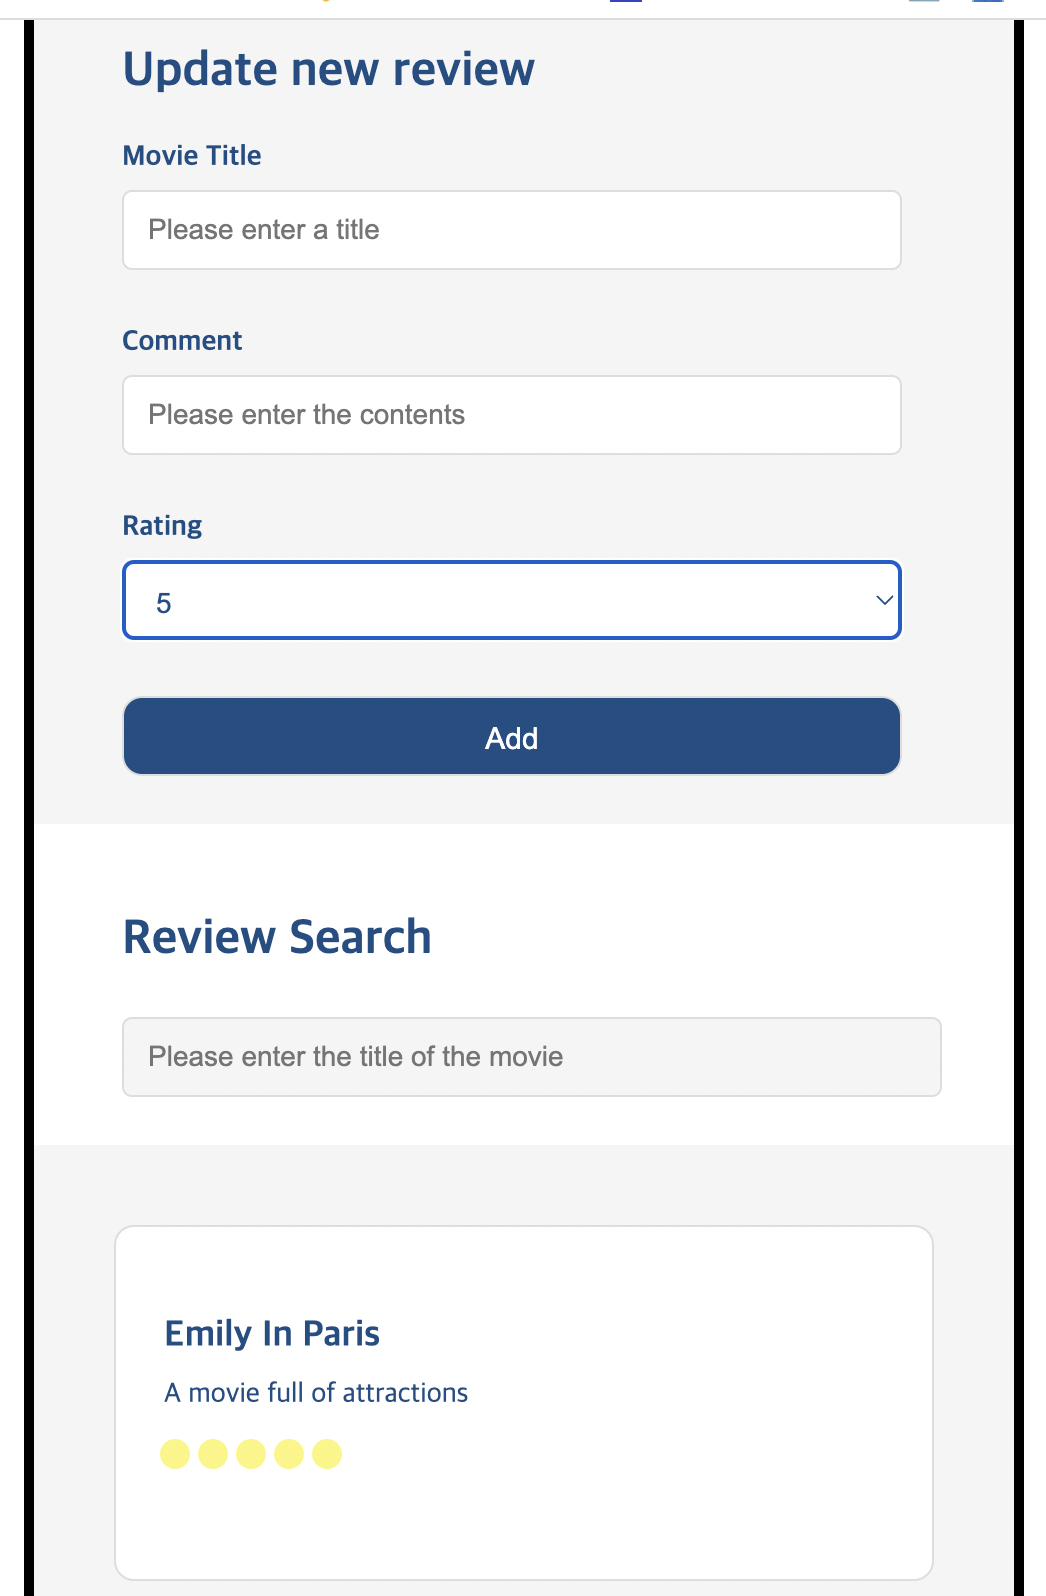 Update new review
Movie Title
Please enter a title
Comment
Please enter the contents
Rating
5
Add
Review Search
Please enter the title of the movie
Emily In Paris
A movie full of attractions